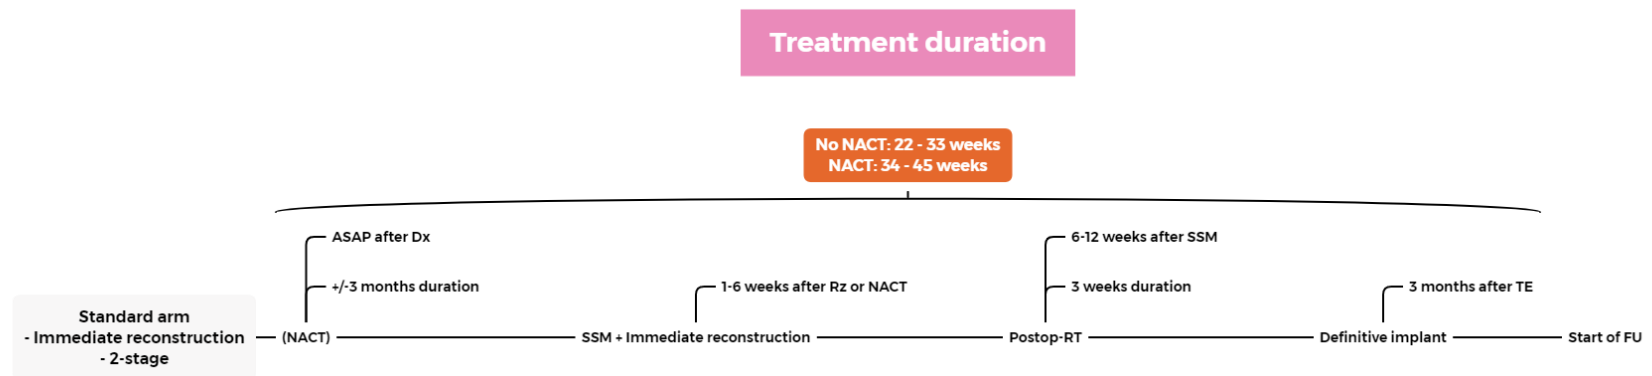 Treatment duration
No NACT: 22 - 33 weeks
NACT: 34 - 45 weeks
ASAP after Dx
6-12 weeks after SSM
+/-3 months duration
1-6 weeks after Rz or NACT
3 weeks duration
3 months after TE
Standard arm
- Immediate reconstruction
- 2-stage
(NACT)
SSM + Immediate reconstruction
Postop-RT
Definitive implant
Start of FU